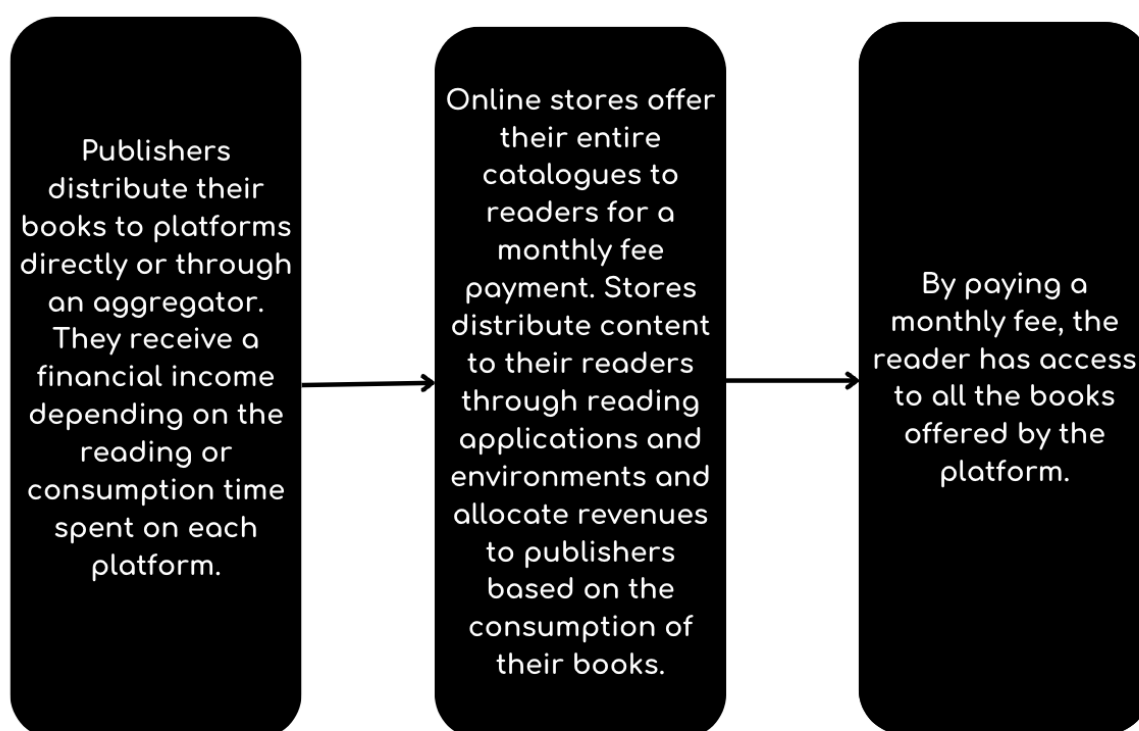 Publishers
distribute their
books to platforms
directly or through
an aggregator.
They receive a
financial income
depending on the
reading or
consumption time
spent on each
platform.
Online stores offer
their entire
catalogues to
readers for a
monthly fee
payment. Stores
distribute content
to their readers
through reading
applications and
environments and
allocate revenues
to publishers
based on the
consumption of
their books.
By paying a
monthly fee, the
reader has access
to all the books
offered by the
platform.